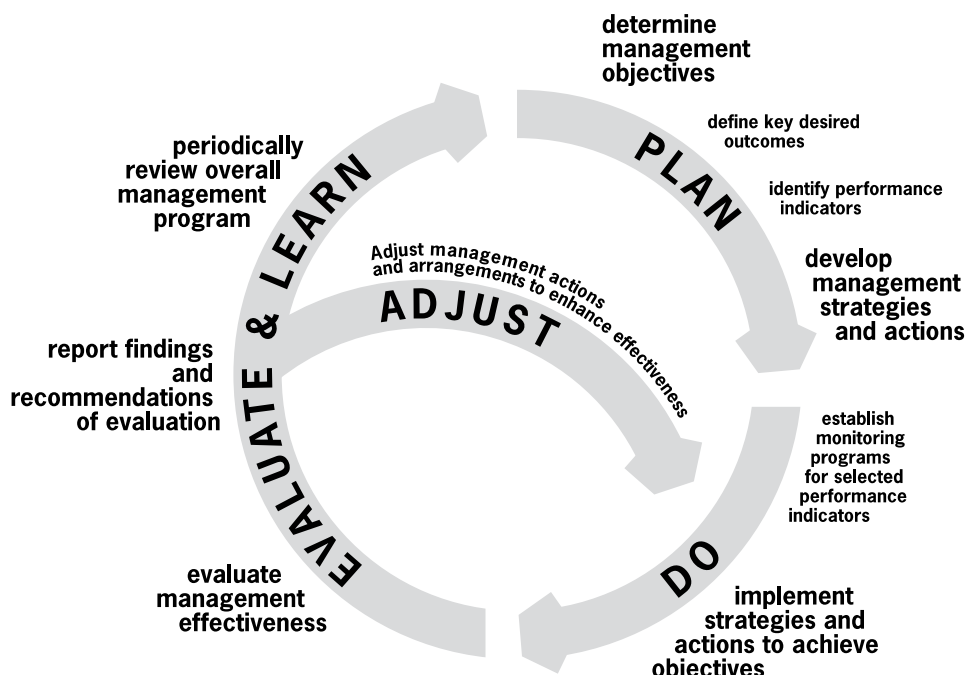 determine
management
objectives
define key desired
outcomes
PLAN
identify performance
indicators
develop
management
strategies
and actions
establish
monitoring
programs
for selected
performance
indicators
DO
implement
strategies and
actions to achieve
objectives
evaluate
management
effectiveness
EVALUATE & LEARN
report findings
and
recommendations
of evaluation
periodically
review overall
management
program
Adjust management actions
and arrangements to enhance effectiveness
ADJUST